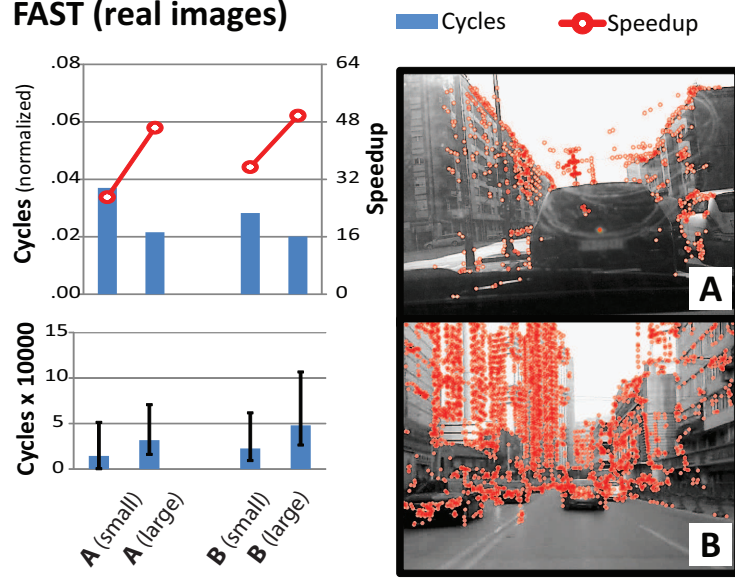 FAST (real images)
Cycles
Speedup
.08
.06
.04
.02
.00
Cycles (normalized)
64
48
32
16
0
Speedup
15
10
5
0
Cycles x 10000
A (small)
A (large)
B (small)
B (large)
A
B